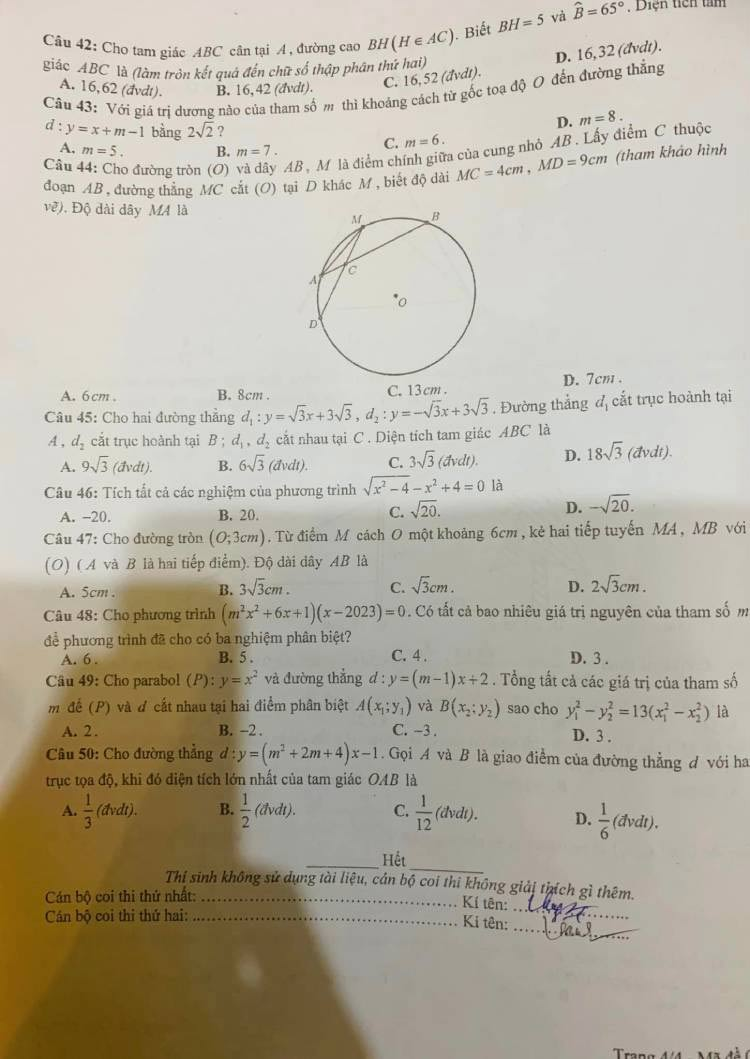 Câu 42: Cho tam giác ABC cân tại A, đường cao BH (H ∈ AC). Biết BH = 5 và B̂ = 65°. Diện tích tam
giác ABC là (làm tròn kết quả đến chữ số thập phân thứ hai)
A. 16,62 (đvdt). B. 16,42 (đvdt). C. 16,52 (đvdt). D. 16,32 (đvdt).
Câu 43: Với giá trị dương nào của tham số m thì khoảng cách từ gốc toạ độ O đến đường thẳng
d : y = x + m − 1 bằng 2√2 ?
A. m = 5. B. m = 7. C. m = 6. D. m = 8.
Câu 44: Cho đường tròn (O) và dây AB, M là điểm chính giữa của cung nhỏ AB. Lấy điểm C thuộc
đoạn AB, đường thẳng MC cắt (O) tại D khác M, biết độ dài MC = 4cm, MD = 9cm (tham khảo hình
vẽ). Độ dài dây MA là
M
B
A
C
O
D
A. 6cm. B. 8cm. C. 13cm. D. 7cm.
Câu 45: Cho hai đường thẳng d₁ : y = √3x + 3√3, d₂ : y = −√3x + 3√3. Đường thẳng d₁ cắt trục hoành tại
A, d₂ cắt trục hoành tại B; d₁, d₂ cắt nhau tại C. Diện tích tam giác ABC là
A. 9√3 (đvdt). B. 6√3 (đvdt). C. 3√3 (đvdt). D. 18√3 (đvdt).
Câu 46: Tích tất cả các nghiệm của phương trình √(x² − 4) − x² + 4 = 0 là
A. −20. B. 20. C. √20. D. −√20.
Câu 47: Cho đường tròn (O;3cm). Từ điểm M cách O một khoảng 6cm, kẻ hai tiếp tuyến MA, MB với
(O) (A và B là hai tiếp điểm). Độ dài dây AB là
A. 5cm. B. 3√3cm. C. √3cm. D. 2√3cm.
Câu 48: Cho phương trình (m²x² + 6x + 1)(x − 2023) = 0. Có tất cả bao nhiêu giá trị nguyên của tham số m
để phương trình đã cho có ba nghiệm phân biệt?
A. 6. B. 5. C. 4. D. 3.
Câu 49: Cho parabol (P): y = x² và đường thẳng d : y = (m − 1)x + 2. Tổng tất cả các giá trị của tham số
m để (P) và d cắt nhau tại hai điểm phân biệt A(x₁; y₁) và B(x₂; y₂) sao cho y₁² − y₂² = 13(x₁² − x₂²) là
A. 2. B. −2. C. −3. D. 3.
Câu 50: Cho đường thẳng d : y = (m² + 2m + 4)x − 1. Gọi A và B là giao điểm của đường thẳng d với ha
trục tọa độ, khi đó diện tích lớn nhất của tam giác OAB là
A. 1/3 (đvdt). B. 1/2 (đvdt). C. 1/12 (đvdt). D. 1/6 (đvdt).
Hết
Thí sinh không sử dụng tài liệu, cán bộ coi thi không giải thích gì thêm.
Cán bộ coi thi thứ nhất: Kí tên:
Cán bộ coi thi thứ hai: Kí tên:
Trang 4/4 - Mã đề